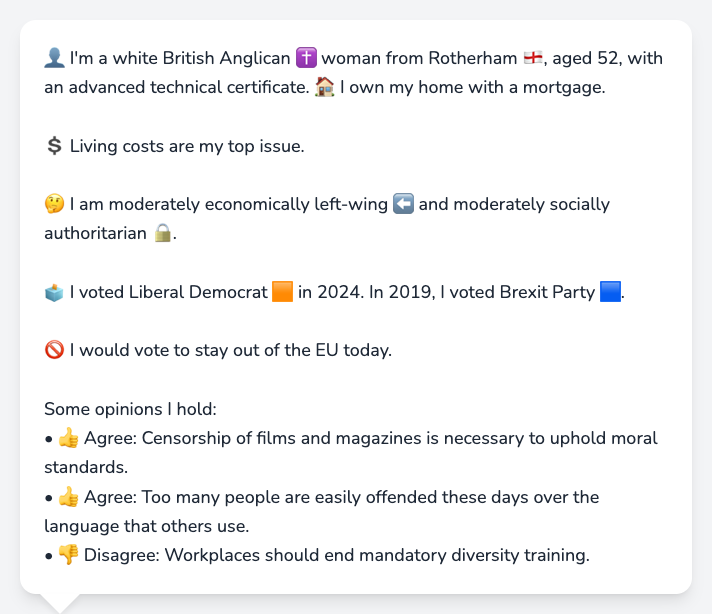 👤 I'm a white British Anglican ✝️ woman from Rotherham 🏴󠁧󠁢󠁥󠁮󠁧󠁿, aged 52, with
an advanced technical certificate. 🏠 I own my home with a mortgage.
💲 Living costs are my top issue.
🤔 I am moderately economically left-wing ⬅️ and moderately socially
authoritarian 🔒.
🗳️ I voted Liberal Democrat 🟧 in 2024. In 2019, I voted Brexit Party 🟦.
🚫 I would vote to stay out of the EU today.
Some opinions I hold:
• 👍 Agree: Censorship of films and magazines is necessary to uphold moral
standards.
• 👍 Agree: Too many people are easily offended these days over the
language that others use.
• 👎 Disagree: Workplaces should end mandatory diversity training.